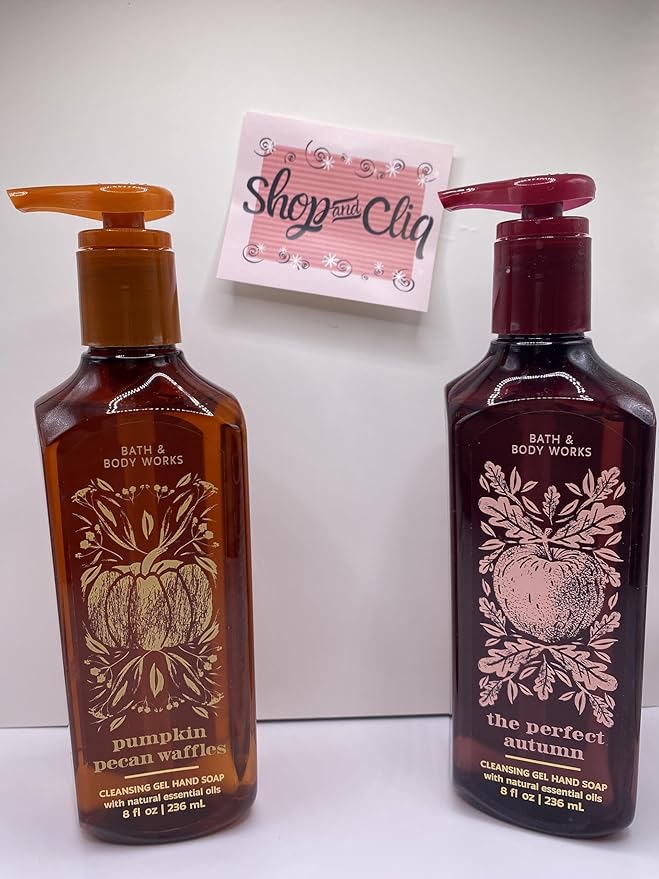 Shop and Cliq
BATH &
BODY WORKS
pumpkin
pecan waffles
CLEANSING GEL HAND SOAP
with natural essential oils
8 fl oz | 236 mL
BATH &
BODY WORKS
the perfect
autumn
CLEANSING GEL HAND SOAP
with natural essential oils
8 fl oz | 236 mL